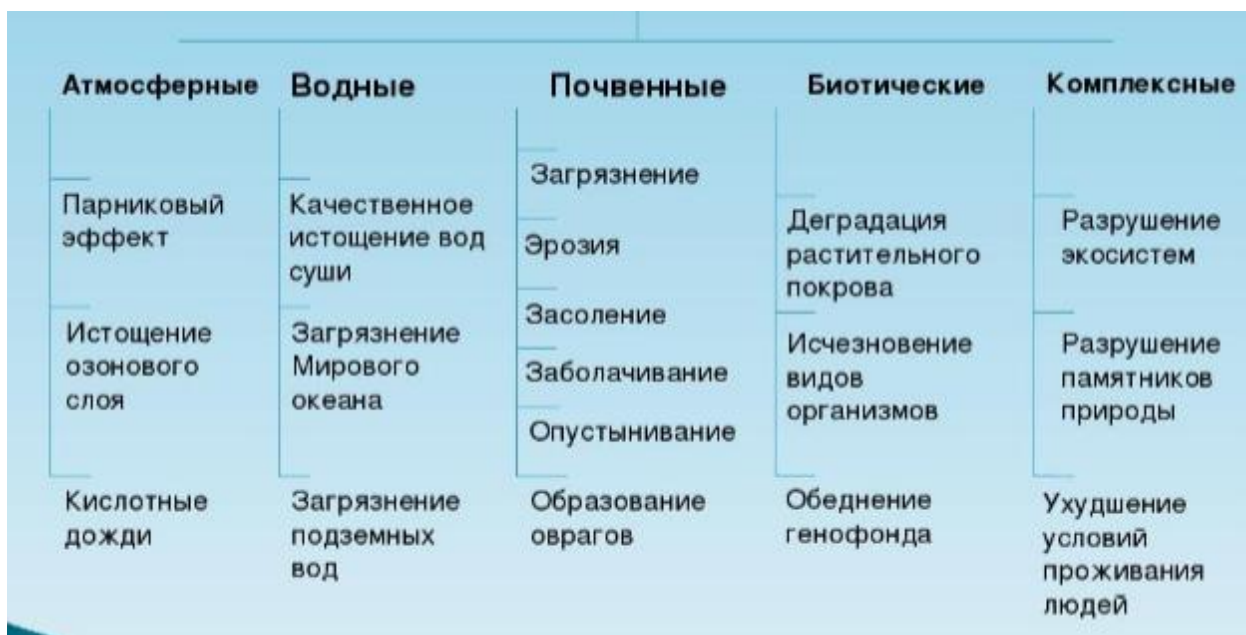 Атмосферные
Парниковый
эффект
Истощение
озонового
слоя
Кислотные
дожди
Водные
Качественное
истощение вод
суши
Загрязнение
Мирового
океана
Загрязнение
подземных
вод
Почвенные
Загрязнение
Эрозия
Засоление
Заболачивание
Опустынивание
Образование
оврагов
Биотические
Деградация
растительного
покрова
Исчезновение
видов
организмов
Обеднение
генофонда
Комплексные
Разрушение
экосистем
Разрушение
памятников
природы
Ухудшение
условий
проживания
людей